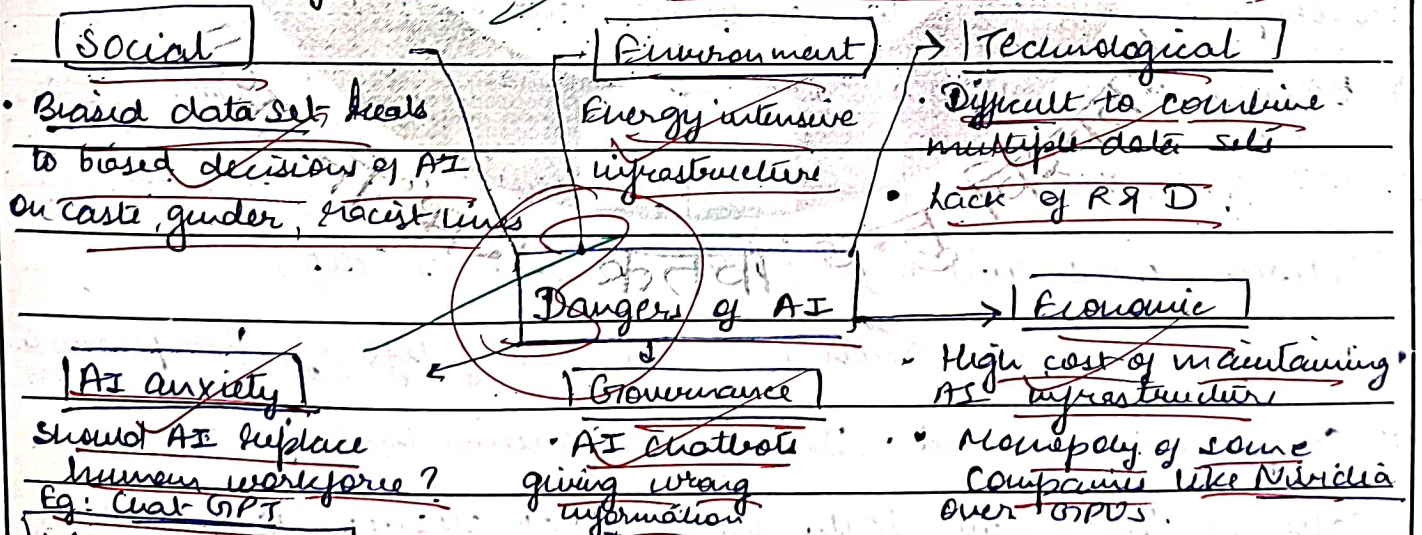 Social
• Biased data set leads
to biased decisions of AI
on caste, gender, racist lines
Environment
Energy intensive
infrastructure
Technological
• Difficult to combine
multiple data sets
• Lack of R & D.
Dangers of AI
Economic
- High cost of maintaining
AI infrastructure
• Monopoly of some
companies like Nividia
over GPUs.
AI anxiety
Should AI replace
human workforce?
Eg: Chat-GPT
Governance
• AI chatbots
giving wrong
information